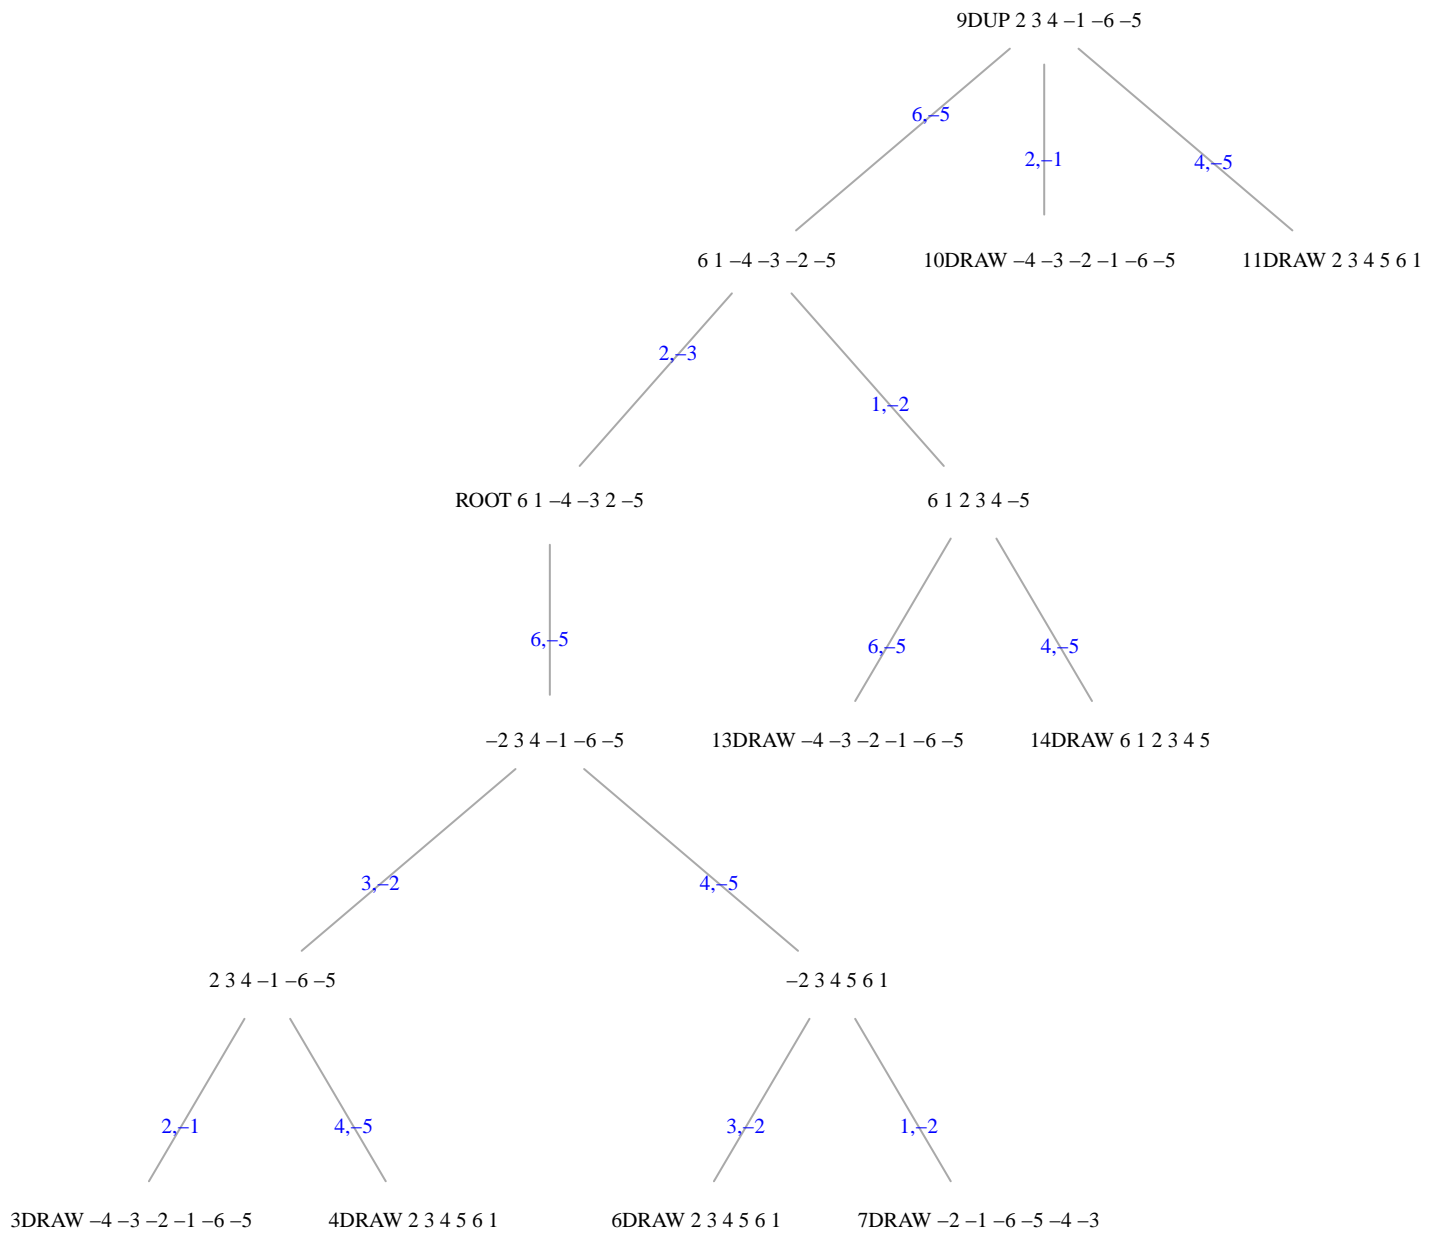 9DUP 2 3 4 –1 –6 –5
6,–5
2,–1
4,–5
6 1 –4 –3 –2 –5
10DRAW –4 –3 –2 –1 –6 –5
11DRAW 2 3 4 5 6 1
2,–3
1,–2
ROOT 6 1 –4 –3 2 –5
6 1 2 3 4 –5
6,–5
6,–5
4,–5
–2 3 4 –1 –6 –5
13DRAW –4 –3 –2 –1 –6 –5
14DRAW 6 1 2 3 4 5
3,–2
4,–5
2 3 4 –1 –6 –5
–2 3 4 5 6 1
2,–1
4,–5
3,–2
1,–2
3DRAW –4 –3 –2 –1 –6 –5
4DRAW 2 3 4 5 6 1
6DRAW 2 3 4 5 6 1
7DRAW –2 –1 –6 –5 –4 –3